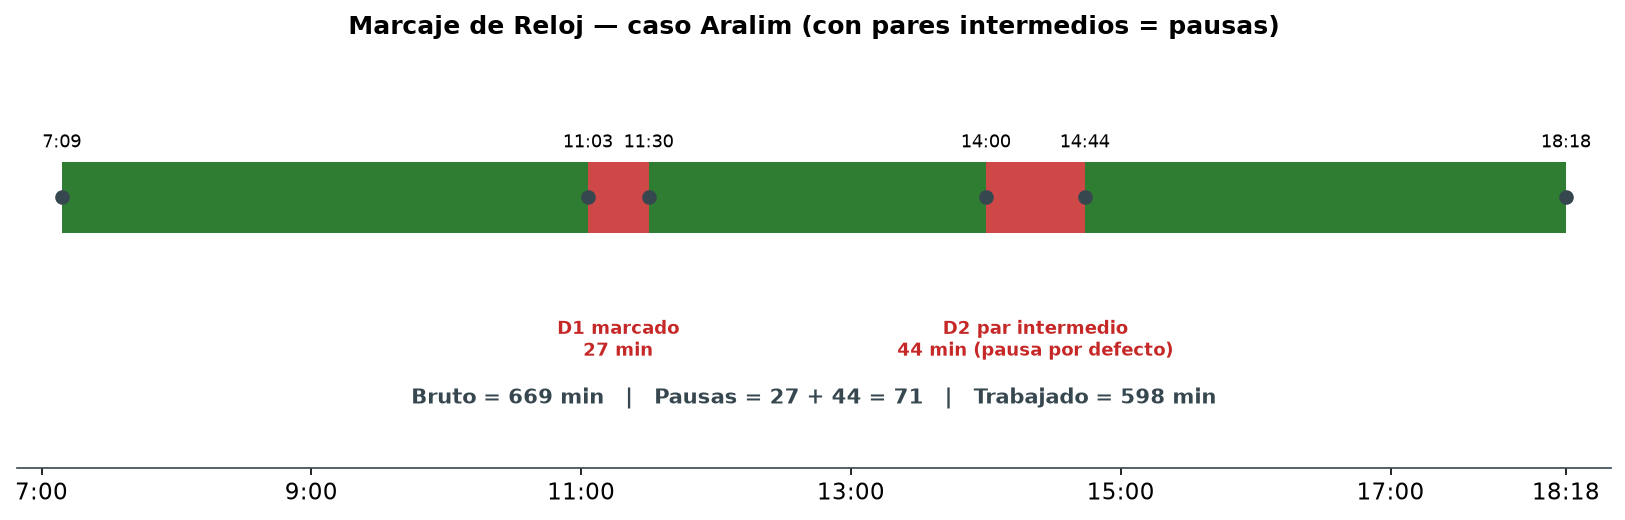 Marcaje de Reloj — caso Aralim (con pares intermedios = pausas)
7:09 11:03 11:30 14:00 14:44 18:18
D1 marcado D2 par intermedio
27 min 44 min (pausa por defecto)
Bruto = 669 min | Pausas = 27 + 44 = 71 | Trabajado = 598 min
7:00 9:00 11:00 13:00 15:00 17:00 18:18